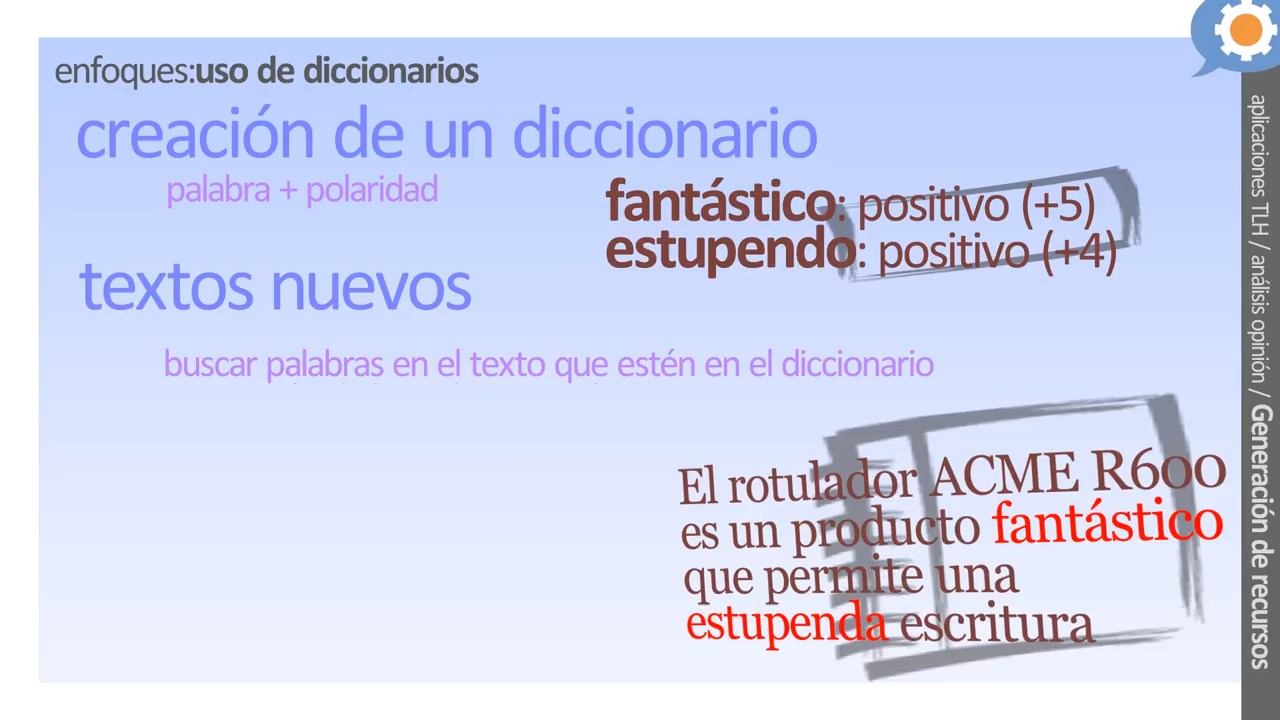 enfoques:uso de diccionarios
creación de un diccionario
palabra + polaridad
fantástico: positivo (+5)
estupendo: positivo (+4)
textos nuevos
buscar palabras en el texto que estén en el diccionario
El rotulador ACME R600
es un producto fantástico
que permite una
estupenda escritura
aplicaciones TLH / análisis opinión / Generación de recursos